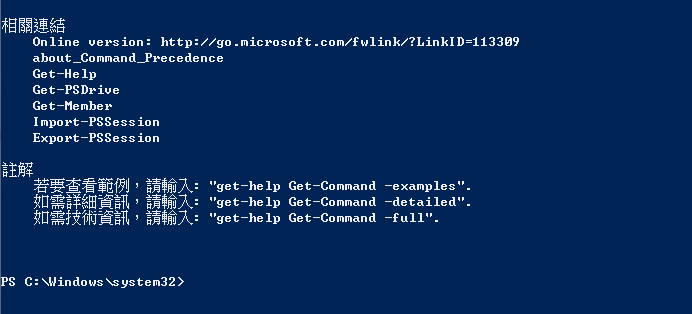 相關連結
Online version: http://go.microsoft.com/fwlink/?LinkID=113309
about_Command_Precedence
Get-Help
Get-PSDrive
Get-Member
Import-PSSession
Export-PSSession
註解
若要查看範例，請輸入: "get-help Get-Command -examples".
如需詳細資訊，請輸入: "get-help Get-Command -detailed".
如需技術資訊，請輸入: "get-help Get-Command -full".
PS C:\Windows\system32>